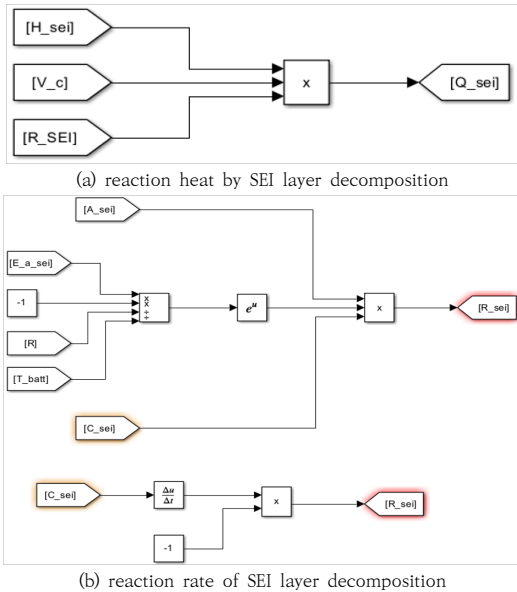 [H_sei]
[V_c]
x
[Q_sei]
[R_SEI]
(a) reaction heat by SEI layer decomposition
[A_sei]
[E_a_sei]
-1
×
×
÷
÷
e^u
x
[R_sei]
[R]
[T_batt]
[C_sei]
[C_sei]
Δu
Δt
x
[R_sei]
-1
(b) reaction rate of SEI layer decomposition